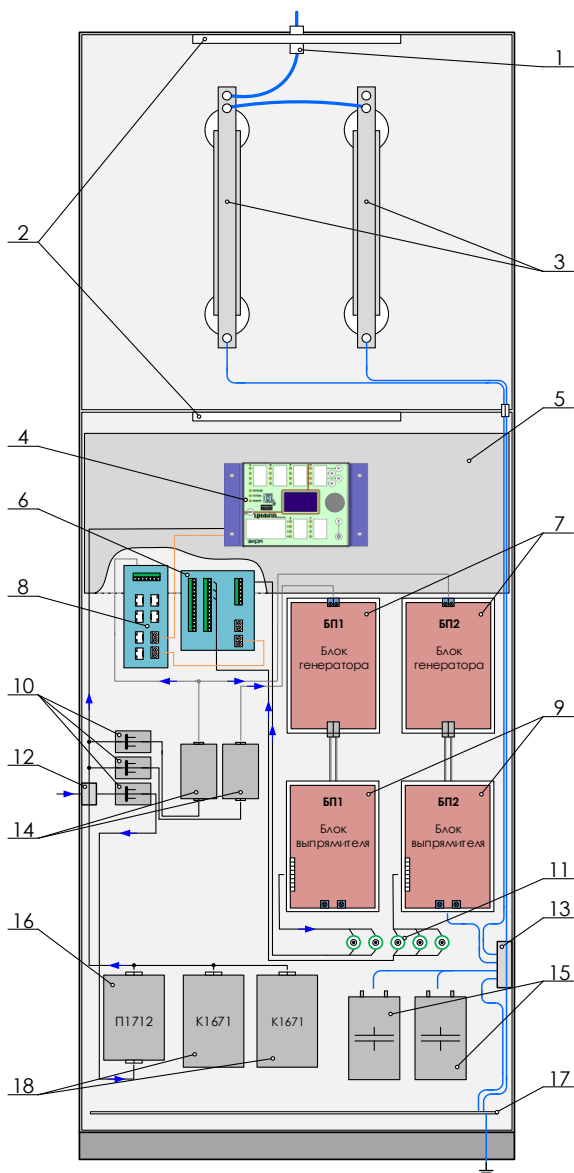 1
2
3
4
5
6
7
8
БП1
Блок
генератора
БП2
Блок
генератора
9
10
12
14
БП1
Блок
выпрямителя
БП2
Блок
выпрямителя
11
13
15
16
П1712
К1671
К1671
17
18